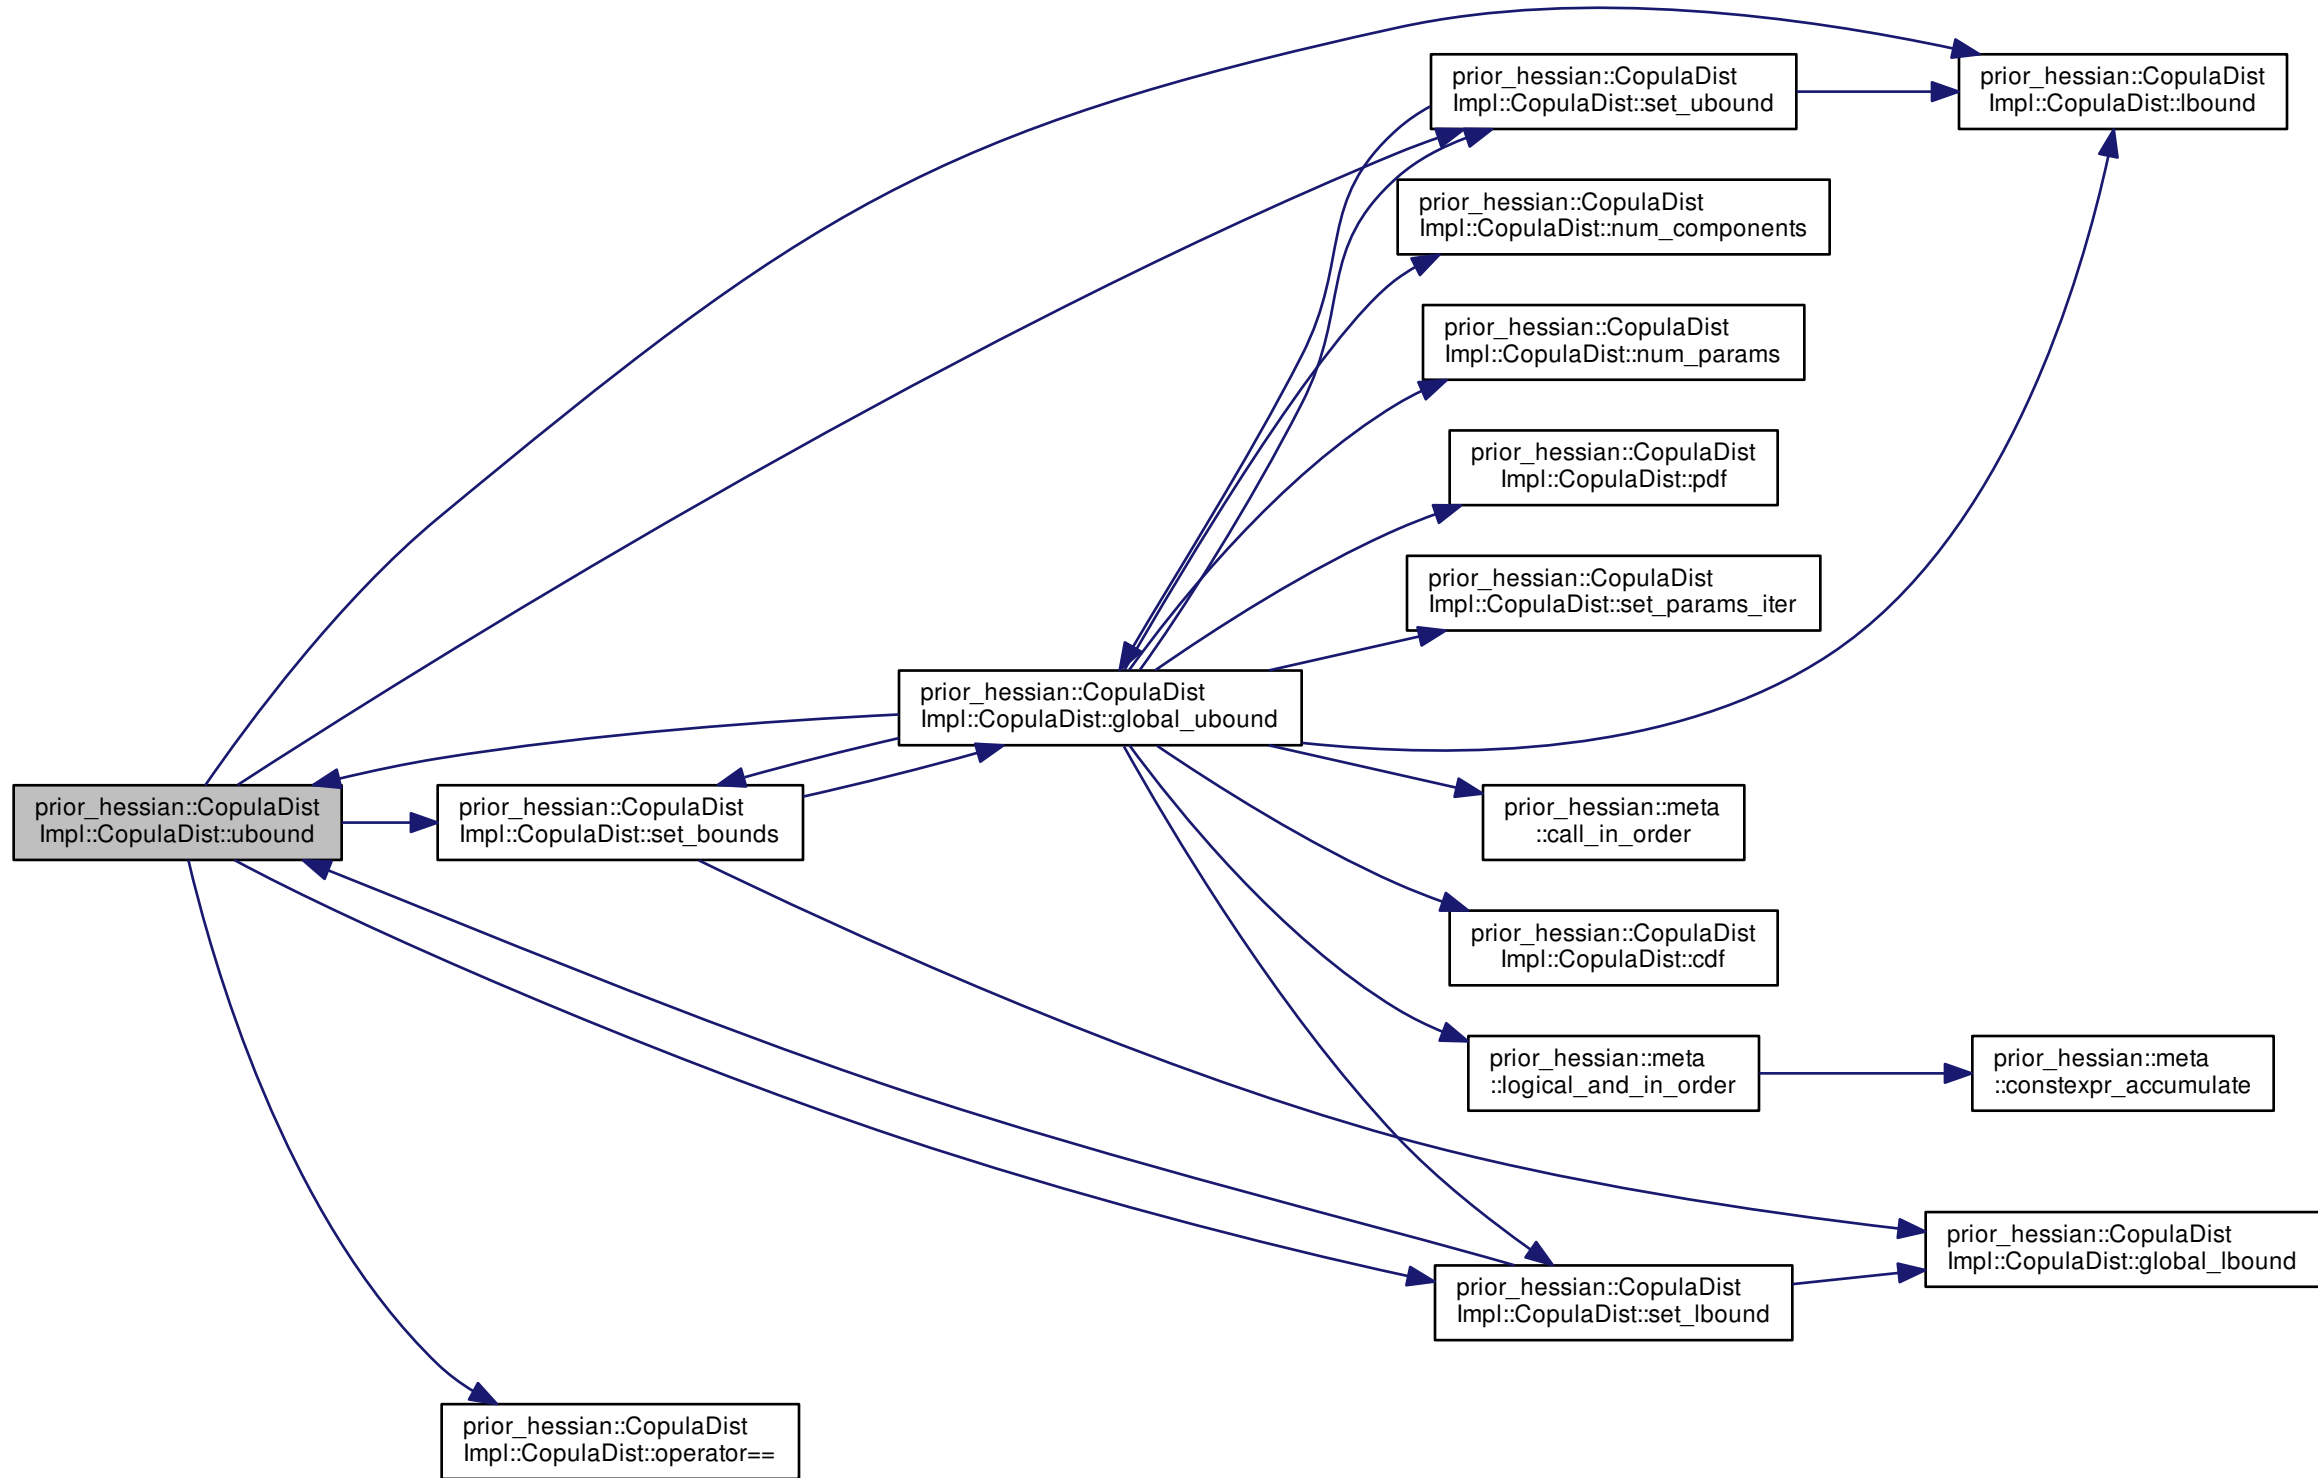 prior_hessian::CopulaDist
Impl::CopulaDist::set_ubound
prior_hessian::CopulaDist
Impl::CopulaDist::lbound
prior_hessian::CopulaDist
Impl::CopulaDist::num_components
prior_hessian::CopulaDist
Impl::CopulaDist::num_params
prior_hessian::CopulaDist
Impl::CopulaDist::pdf
prior_hessian::CopulaDist
Impl::CopulaDist::set_params_iter
prior_hessian::CopulaDist
Impl::CopulaDist::global_ubound
prior_hessian::CopulaDist
Impl::CopulaDist::ubound
prior_hessian::CopulaDist
Impl::CopulaDist::set_bounds
prior_hessian::meta
::call_in_order
prior_hessian::CopulaDist
Impl::CopulaDist::cdf
prior_hessian::meta
::logical_and_in_order
prior_hessian::meta
::constexpr_accumulate
prior_hessian::CopulaDist
Impl::CopulaDist::global_lbound
prior_hessian::CopulaDist
Impl::CopulaDist::set_lbound
prior_hessian::CopulaDist
Impl::CopulaDist::operator==